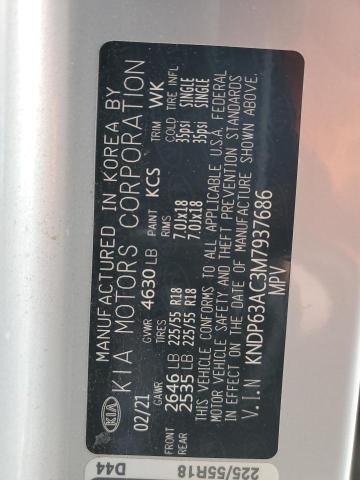 KIA
MANUFACTURED IN KOREA BY
KIA MOTORS CORPORATION
02/21 GVWR 4630 LB PAINT KCS TRIM WK
GAWR TIRES RIMS COLD TIRE INFL
FRONT 2646 LB 225/55 R18 7.0Jx18 35psi SINGLE
REAR 2535 LB 225/55 R18 7.0Jx18 35psi SINGLE
THIS VEHICLE CONFORMS TO ALL APPLICABLE U.S.A. FEDERAL
MOTOR VEHICLE SAFETY AND THEFT PREVENTION STANDARDS
IN EFFECT ON THE DATE OF MANUFACTURE SHOWN ABOVE.
V.I.N KNDPG3AC3M7937686
MPV
D44
225/55R18